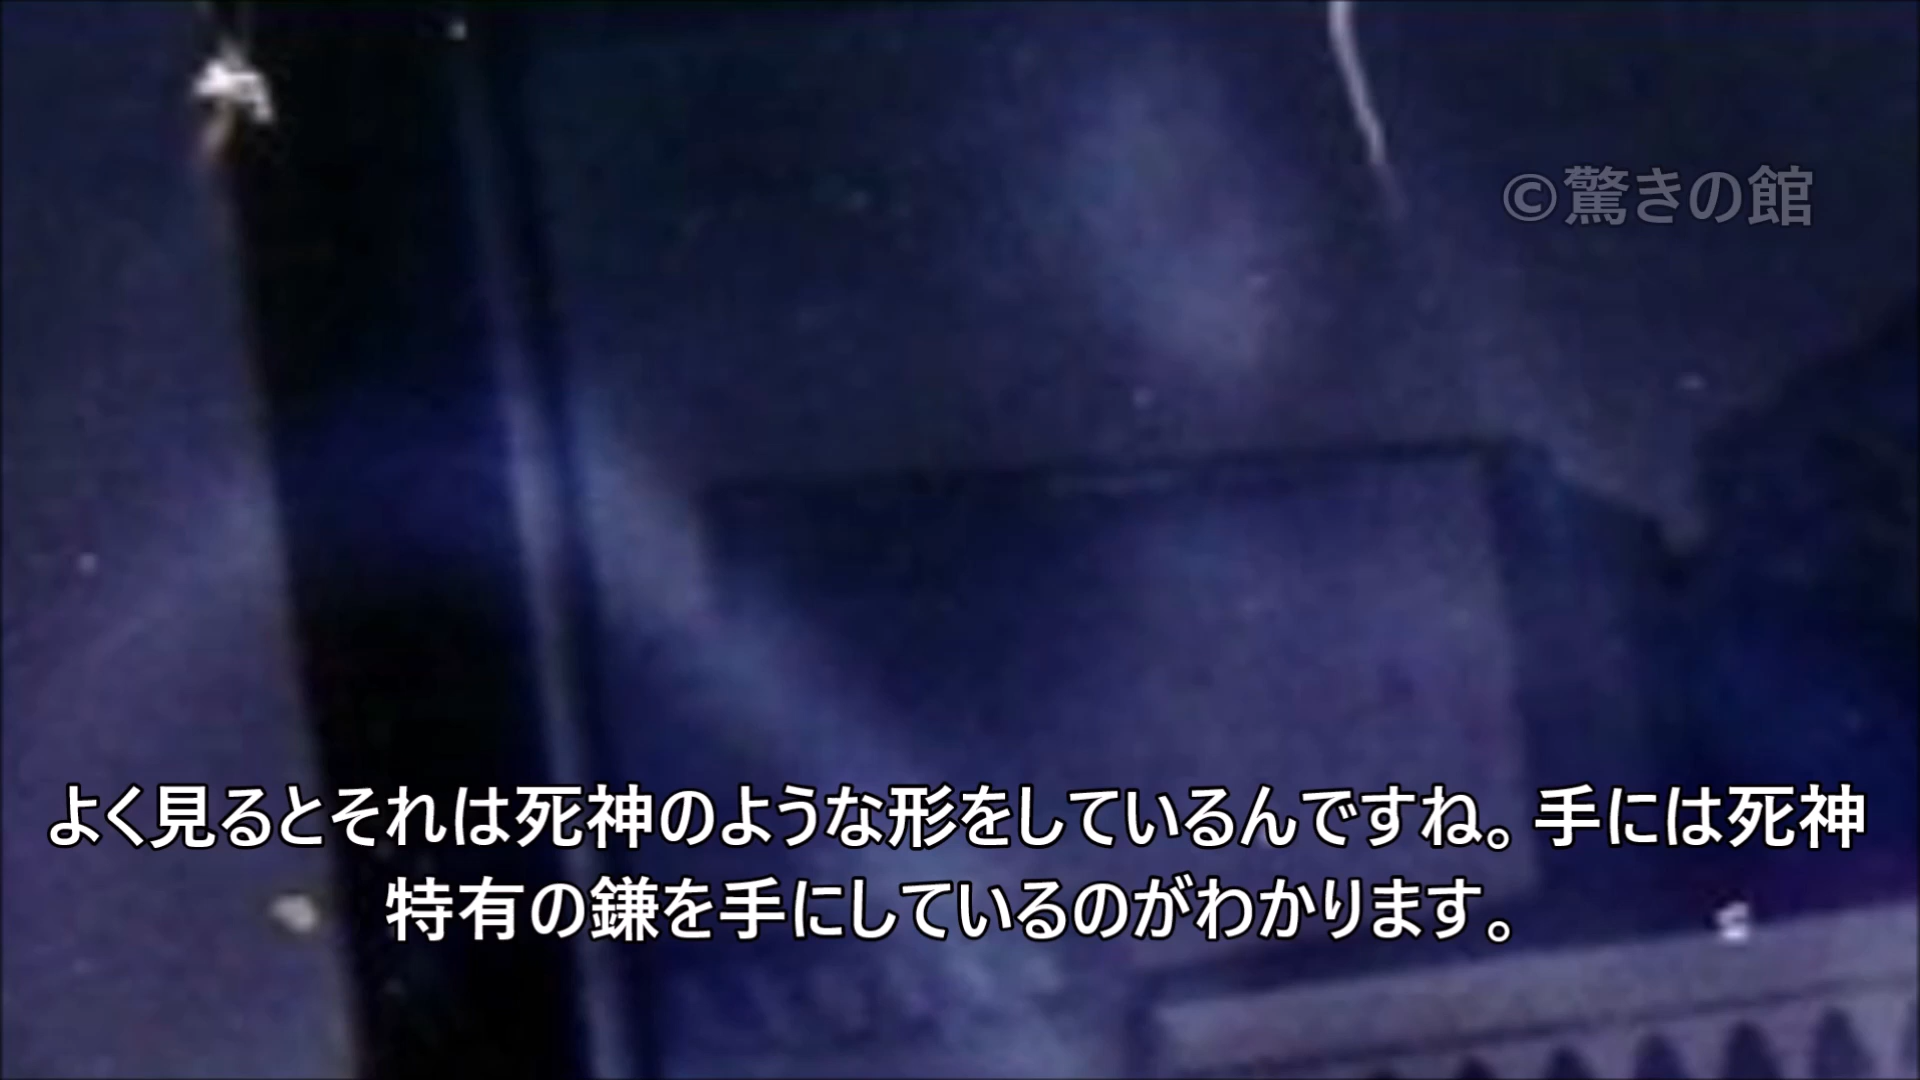 ©驚きの館
よく見るとそれは死神のような形をしているんですね。手には死神
特有の鎌を手にしているのがわかります。